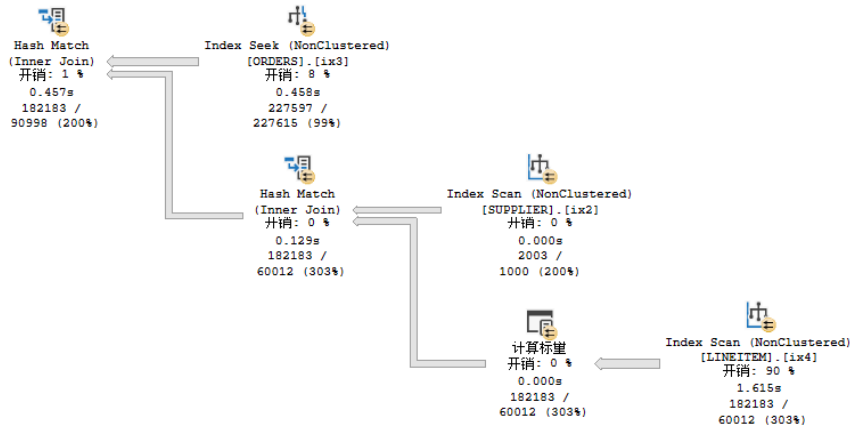 Hash Match
(Inner Join)
开销: 1 %
0.457s
182183 /
90998 (200%)
Index Seek (NonClustered)
[ORDERS].[ix3]
开销: 8 %
0.458s
227597 /
227615 (99%)
Hash Match
(Inner Join)
开销: 0 %
0.129s
182183 /
60012 (303%)
Index Scan (NonClustered)
[SUPPLIER].[ix2]
开销: 0 %
0.000s
2003 /
1000 (200%)
计算标量
开销: 0 %
0.000s
182183 /
60012 (303%)
Index Scan (NonClustered)
[LINEITEM].[ix4]
开销: 90 %
1.615s
182183 /
60012 (303%)